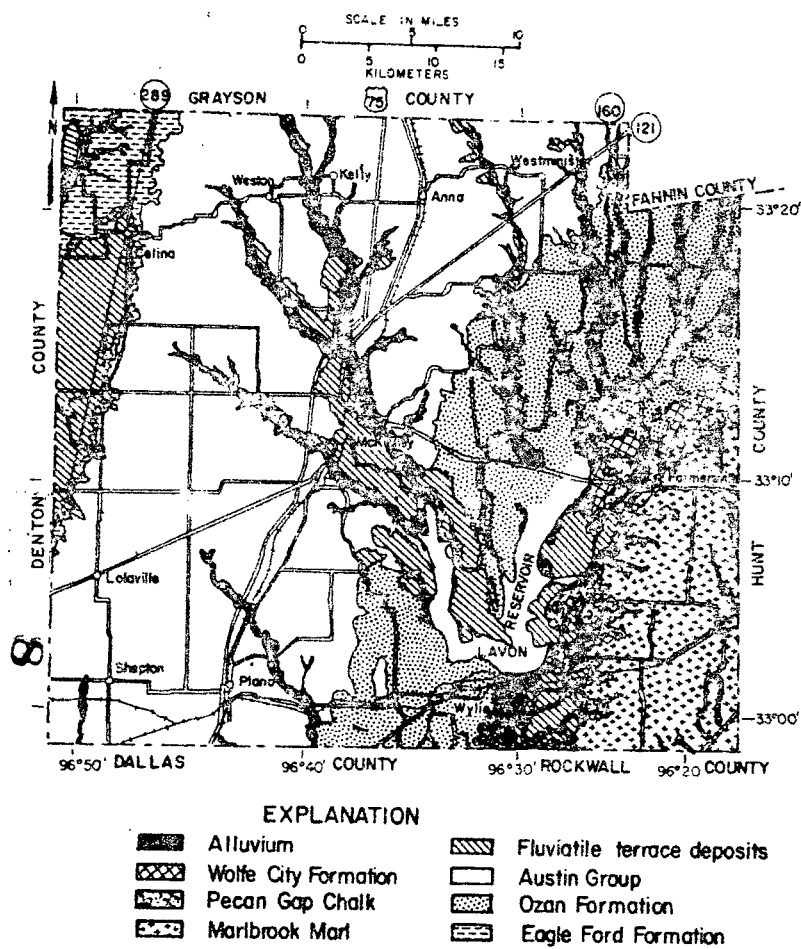 SCALE IN MILES
0 5 10
0 5 10 15
KILOMETERS
289 GRAYSON 75 COUNTY 160
121
N
Weston Kelly Westminster
Anna
FANNIN COUNTY
33°20'
Celina
COUNTY
COUNTY
McKinney
33°10'
Farmersville
DENTON
HUNT
Lolaville
RESERVOIR
LAVON
8
Shepton
Plano
Wylie
33°00'
96°50' DALLAS 96°40' COUNTY 96°30' ROCKWALL 96°20' COUNTY
EXPLANATION
Alluvium
Wolfe City Formation
Pecan Gap Chalk
Marlbrook Marl
Fluviatile terrace deposits
Austin Group
Ozan Formation
Eagle Ford Formation